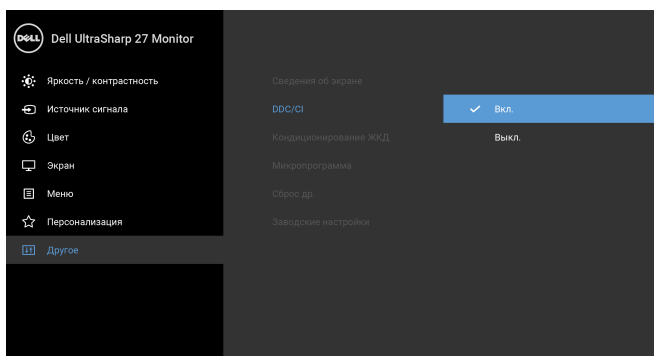 DELL
Dell UltraSharp 27 Monitor
Яркость / контрастность
Источник сигнала
Цвет
Экран
Меню
Персонализация
Другое
Сведения об экране
DDC/CI
Кондиционирование ЖКД
Микропрограмма
Сброс др.
Заводские настройки
Вкл.
Выкл.